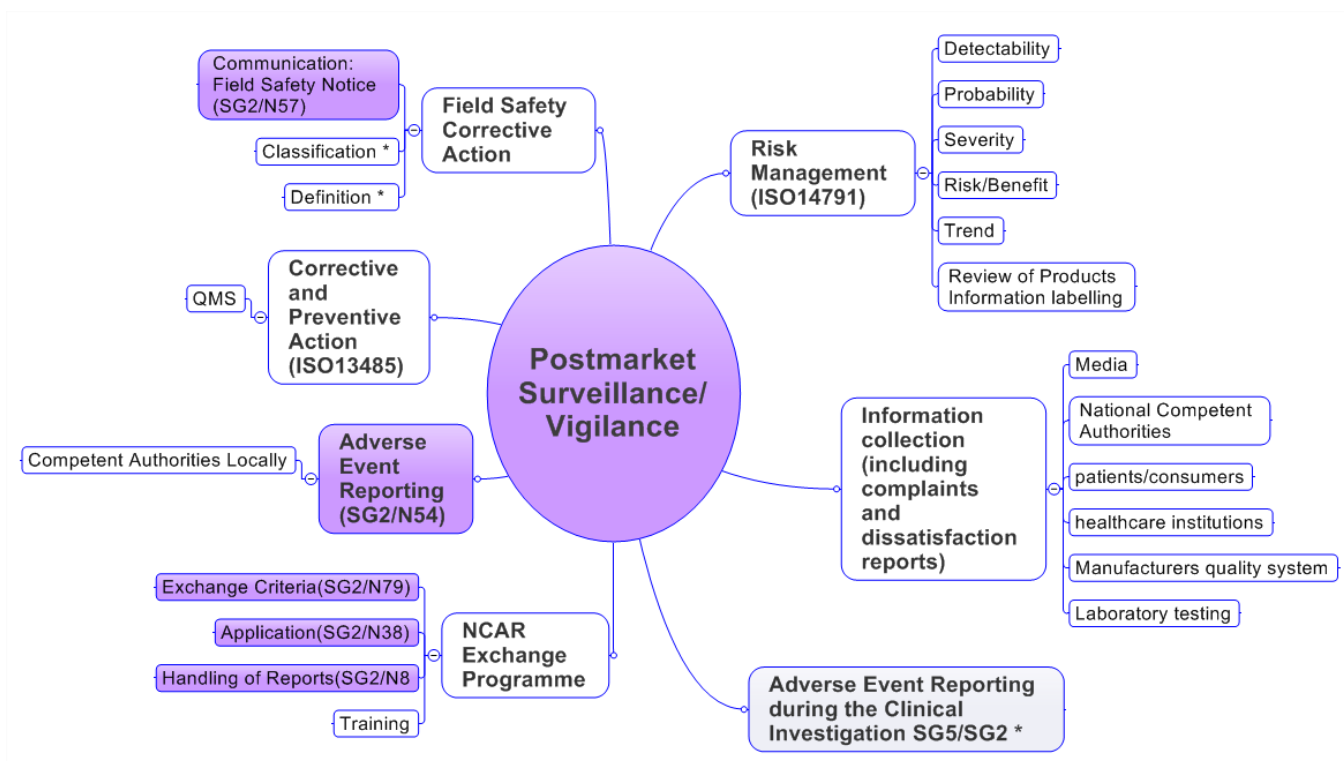 Communication:
Field Safety Notice
(SG2/N57)
Classification *
Definition *
Field Safety
Corrective
Action
QMS
Corrective
and
Preventive
Action
(ISO13485)
Competent Authorities Locally
Adverse
Event
Reporting
(SG2/N54)
Exchange Criteria(SG2/N79)
Application(SG2/N38)
Handling of Reports(SG2/N8
Training
NCAR
Exchange
Programme
Postmarket
Surveillance/
Vigilance
Risk
Management
(ISO14791)
Detectability
Probability
Severity
Risk/Benefit
Trend
Review of Products
Information labelling
Information
collection
(including
complaints
and
dissatisfaction
reports)
Media
National Competent
Authorities
patients/consumers
healthcare institutions
Manufacturers quality system
Laboratory testing
Adverse Event Reporting
during the Clinical
Investigation SG5/SG2 *